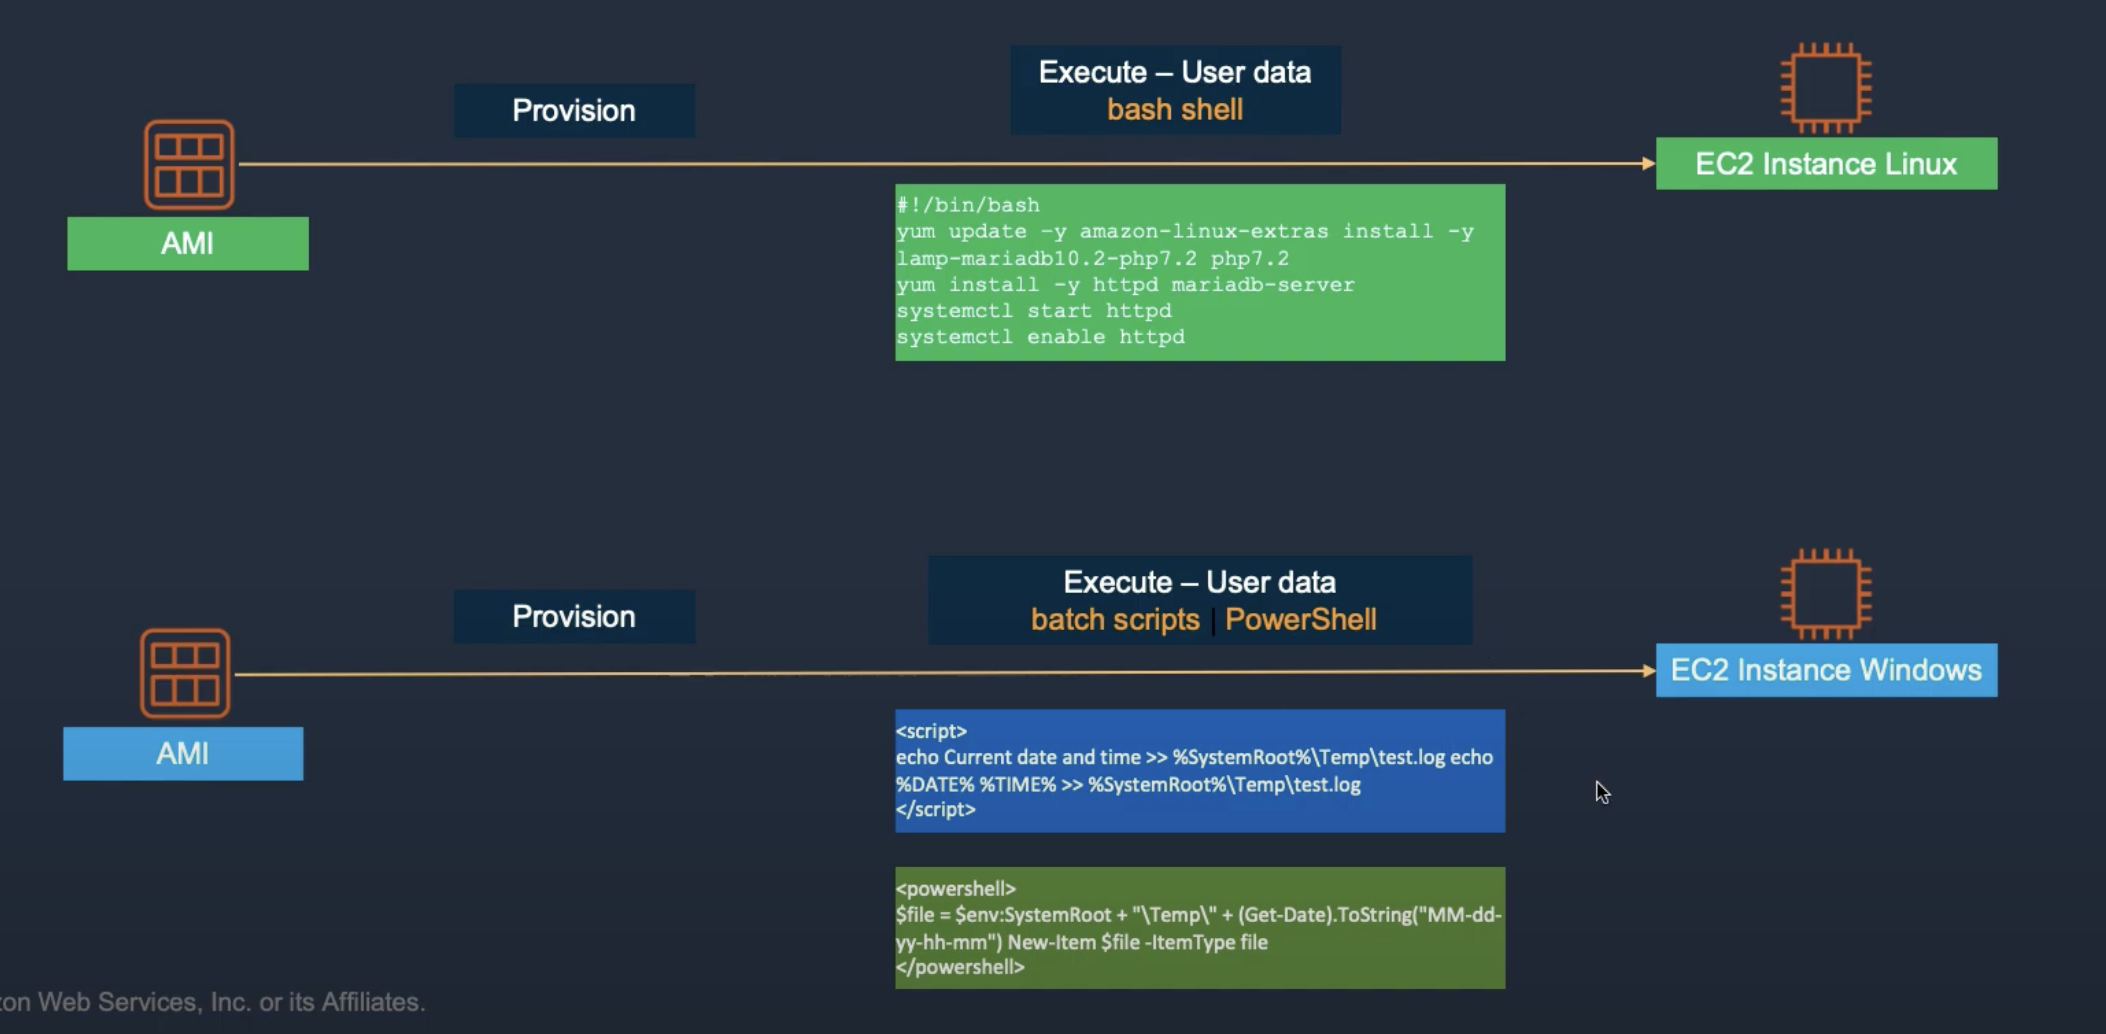 Execute – User data
bash shell
Provision
EC2 Instance Linux
#!/bin/bash
yum update –y amazon-linux-extras install -y
lamp-mariadb10.2-php7.2 php7.2
yum install -y httpd mariadb-server
systemctl start httpd
systemctl enable httpd
AMI
Execute – User data
batch scripts | PowerShell
Provision
EC2 Instance Windows
AMI
<script>
echo Current date and time >> %SystemRoot%\Temp\test.log echo
%DATE% %TIME% >> %SystemRoot%\Temp\test.log
</script>
<powershell>
$file = $env:SystemRoot + "\Temp\" + (Get-Date).ToString("MM-dd-
yy-hh-mm") New-Item $file -ItemType file
</powershell>
zon Web Services, Inc. or its Affiliates.